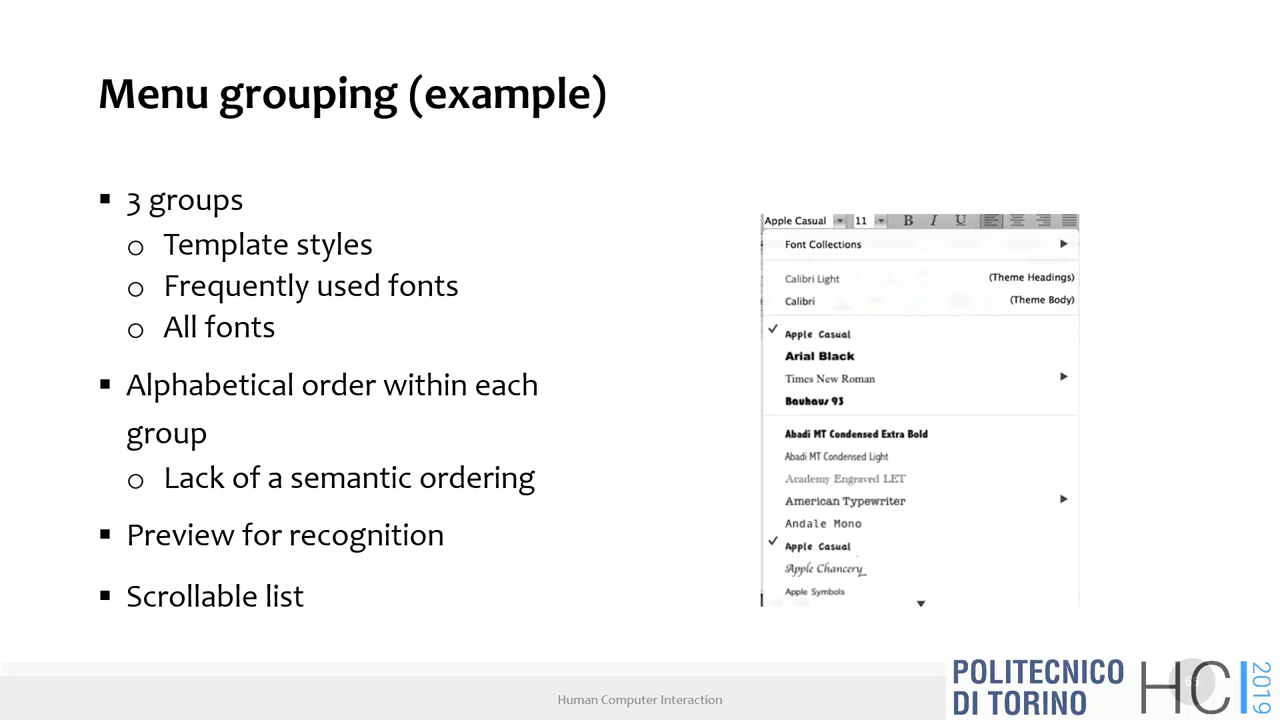 Menu grouping (example)
▪ 3 groups
o Template styles
o Frequently used fonts
o All fonts
▪ Alphabetical order within each
group
o Lack of a semantic ordering
▪ Preview for recognition
▪ Scrollable list
Apple Casual 11 B I U
Font Collections
Calibri Light (Theme Headings)
Calibri (Theme Body)
Apple Casual
Arial Black
Times New Roman
Bauhaus 93
Abadi MT Condensed Extra Bold
Abadi MT Condensed Light
Academy Engraved LET
American Typewriter
Andale Mono
Apple Casual
Apple Chancery
Apple Symbols
Human Computer Interaction
POLITECNICO
DI TORINO
HCI
2019